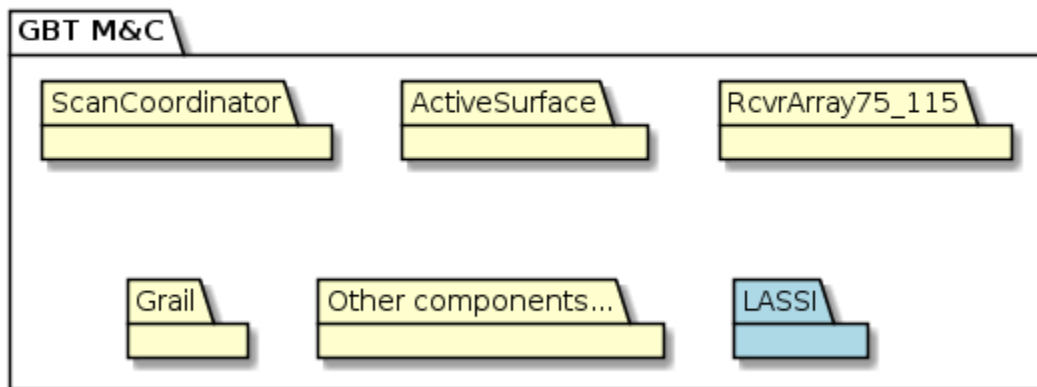 GBT M&C
ScanCoordinator
ActiveSurface
RcvrArray75_115
Grail
Other components...
LASSI